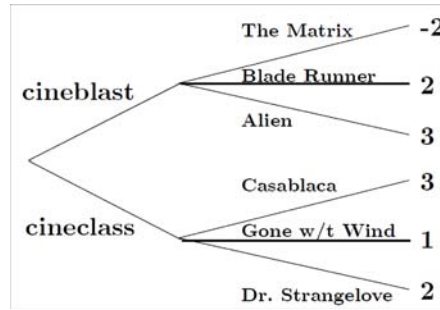 The Matrix -2
cineblast Blade Runner 2
Alien 3
Casablaca 3
cineclass Gone w/t Wind 1
Dr. Strangelove 2